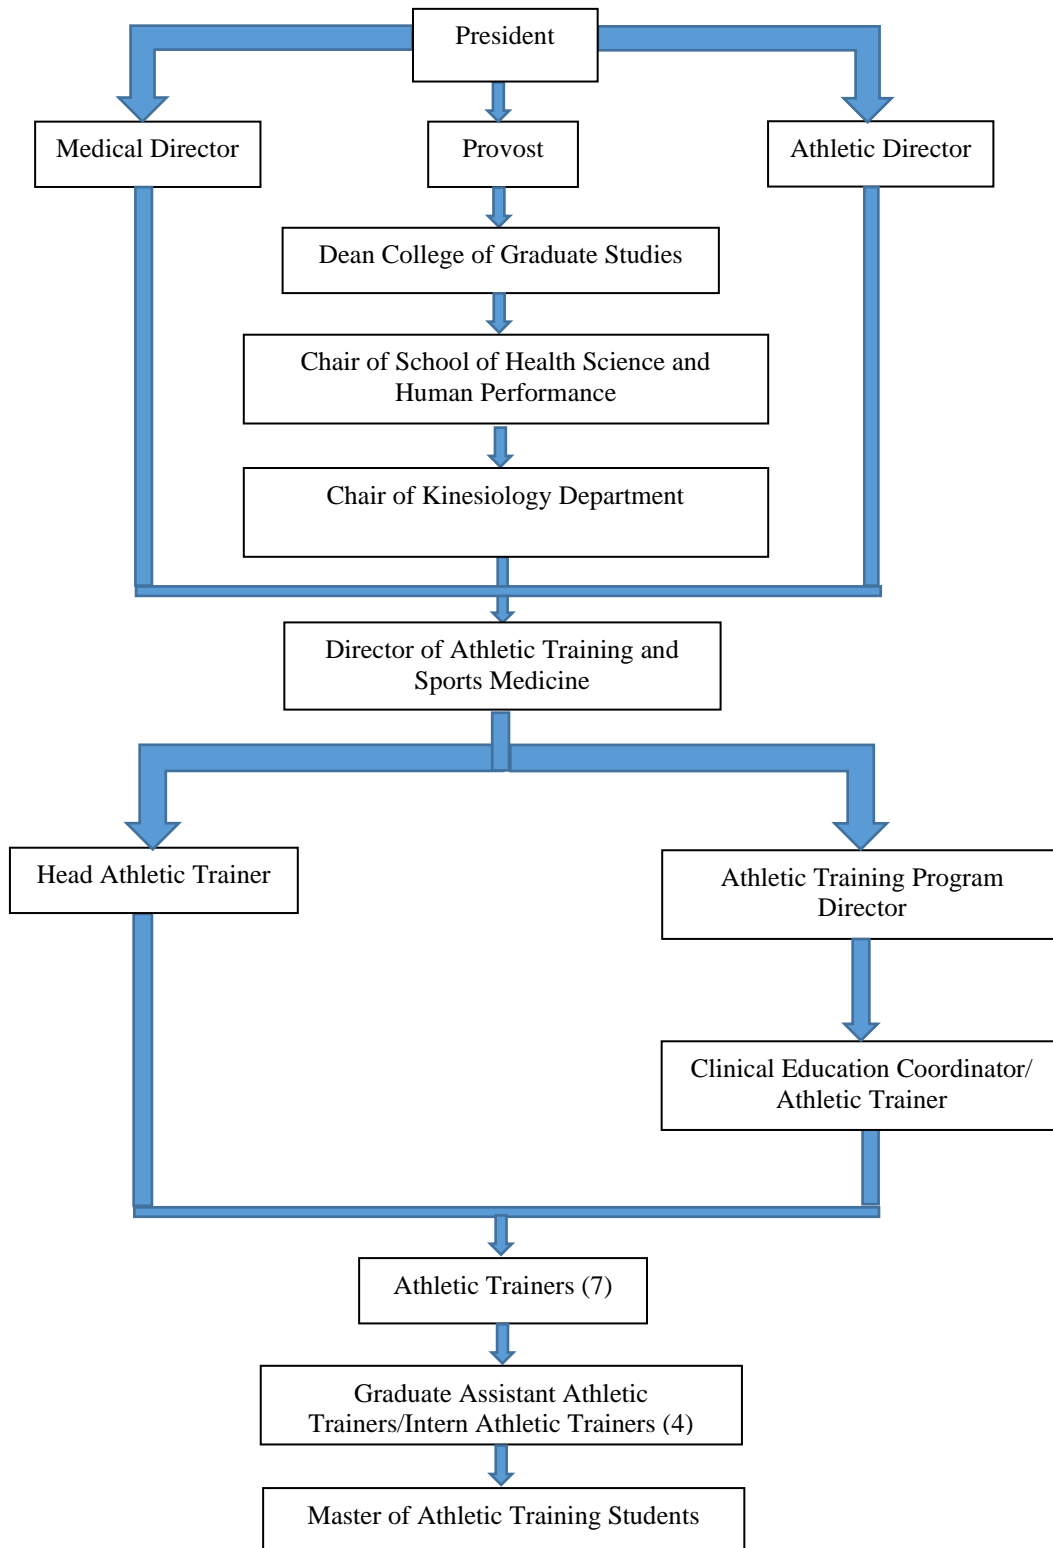 President
Medical Director
Provost
Athletic Director
Dean College of Graduate Studies
Chair of School of Health Science and
Human Performance
Chair of Kinesiology Department
Director of Athletic Training and
Sports Medicine
Head Athletic Trainer
Athletic Training Program
Director
Clinical Education Coordinator/
Athletic Trainer
Athletic Trainers (7)
Graduate Assistant Athletic
Trainers/Intern Athletic Trainers (4)
Master of Athletic Training Students